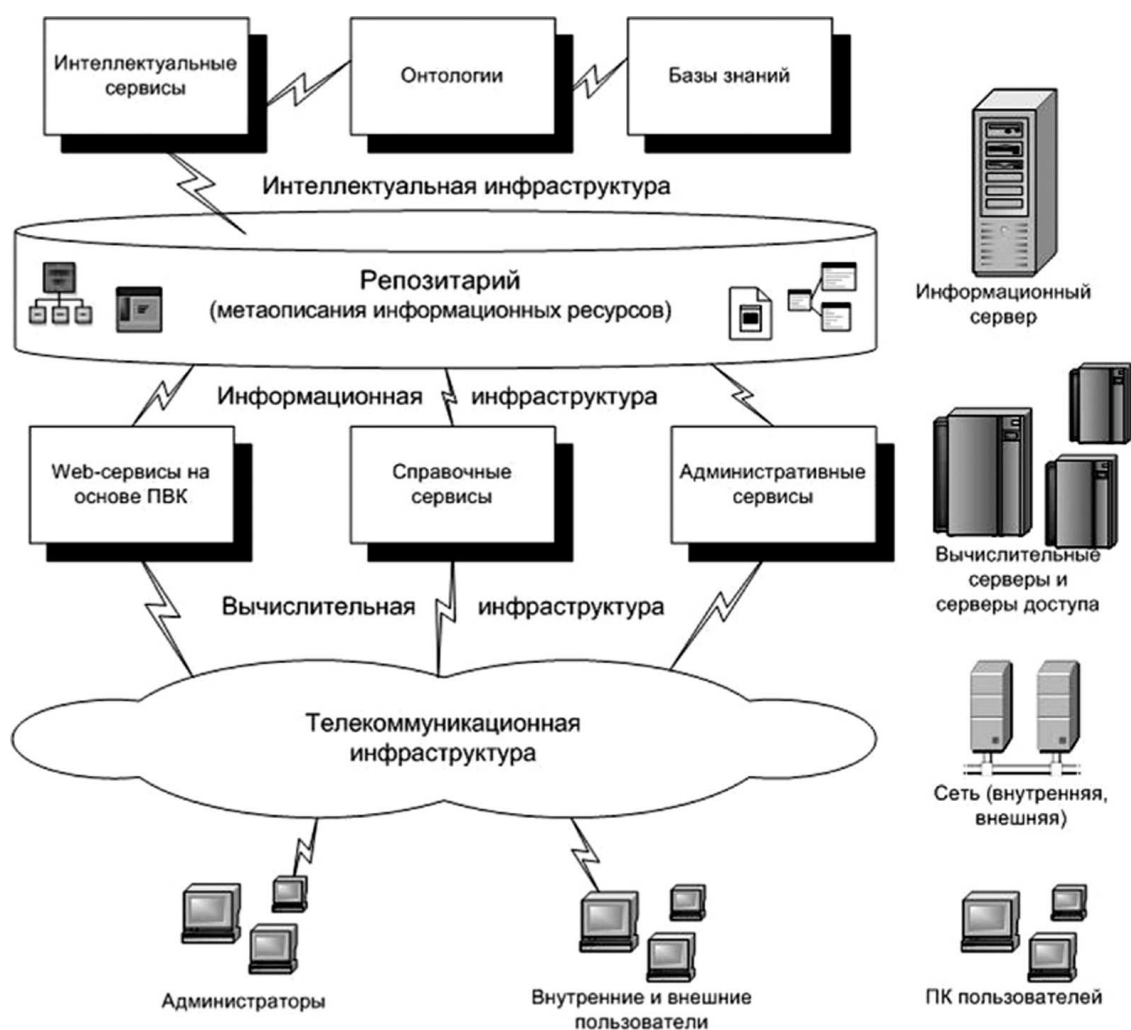 Интеллектуальные
сервисы
Онтологии
Базы знаний
Интеллектуальная инфраструктура
Репозитарий
(метаописания информационных ресурсов)
Информационный
сервер
Информационная инфраструктура
Web-сервисы на
основе ПВК
Справочные
сервисы
Административные
сервисы
Вычислительные
серверы и
серверы доступа
Вычислительная инфраструктура
Телекоммуникационная
инфраструктура
Сеть (внутренняя,
внешняя)
Администраторы
Внутренние и внешние
пользователи
ПК пользователей